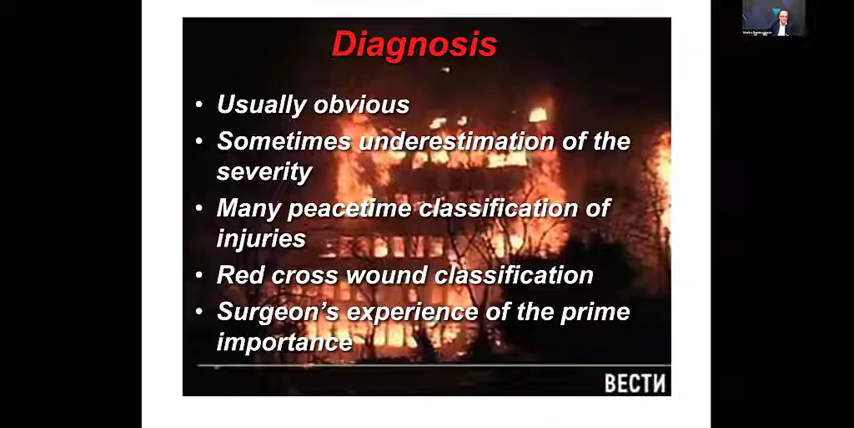 Diagnosis
• Usually obvious
• Sometimes underestimation of the
severity
• Many peacetime classification of
injuries
• Red cross wound classification
• Surgeon's experience of the prime
importance
ВЕСТИ